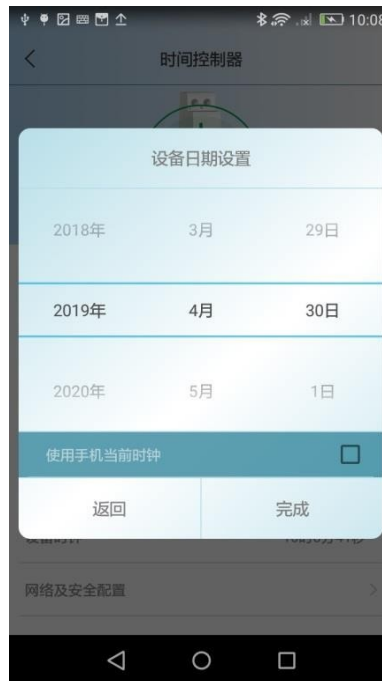 10:08
时间控制器
设备日期设置
2018年 3月 29日
2019年 4月 30日
2020年 5月 1日
使用手机当前时钟
返回 完成
网络及安全配置